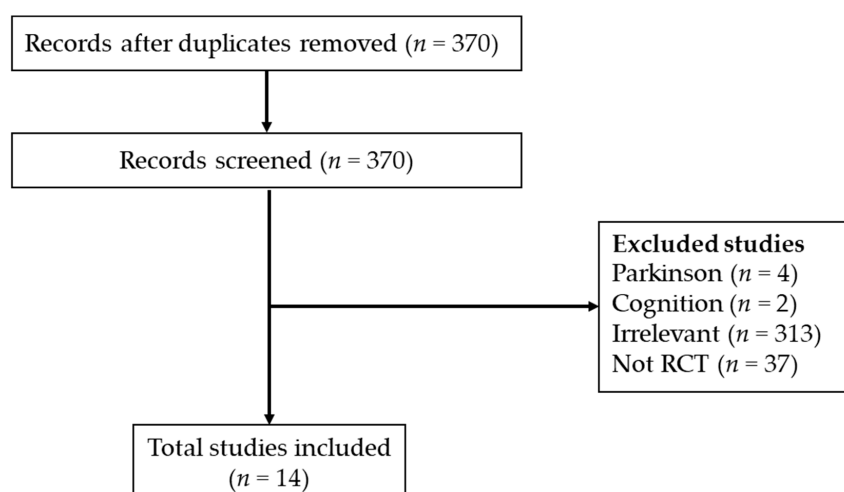 Records after duplicates removed (n = 370)
Records screened (n = 370)
Excluded studies
Parkinson (n = 4)
Cognition (n = 2)
Irrelevant (n = 313)
Not RCT (n = 37)
Total studies included
(n = 14)